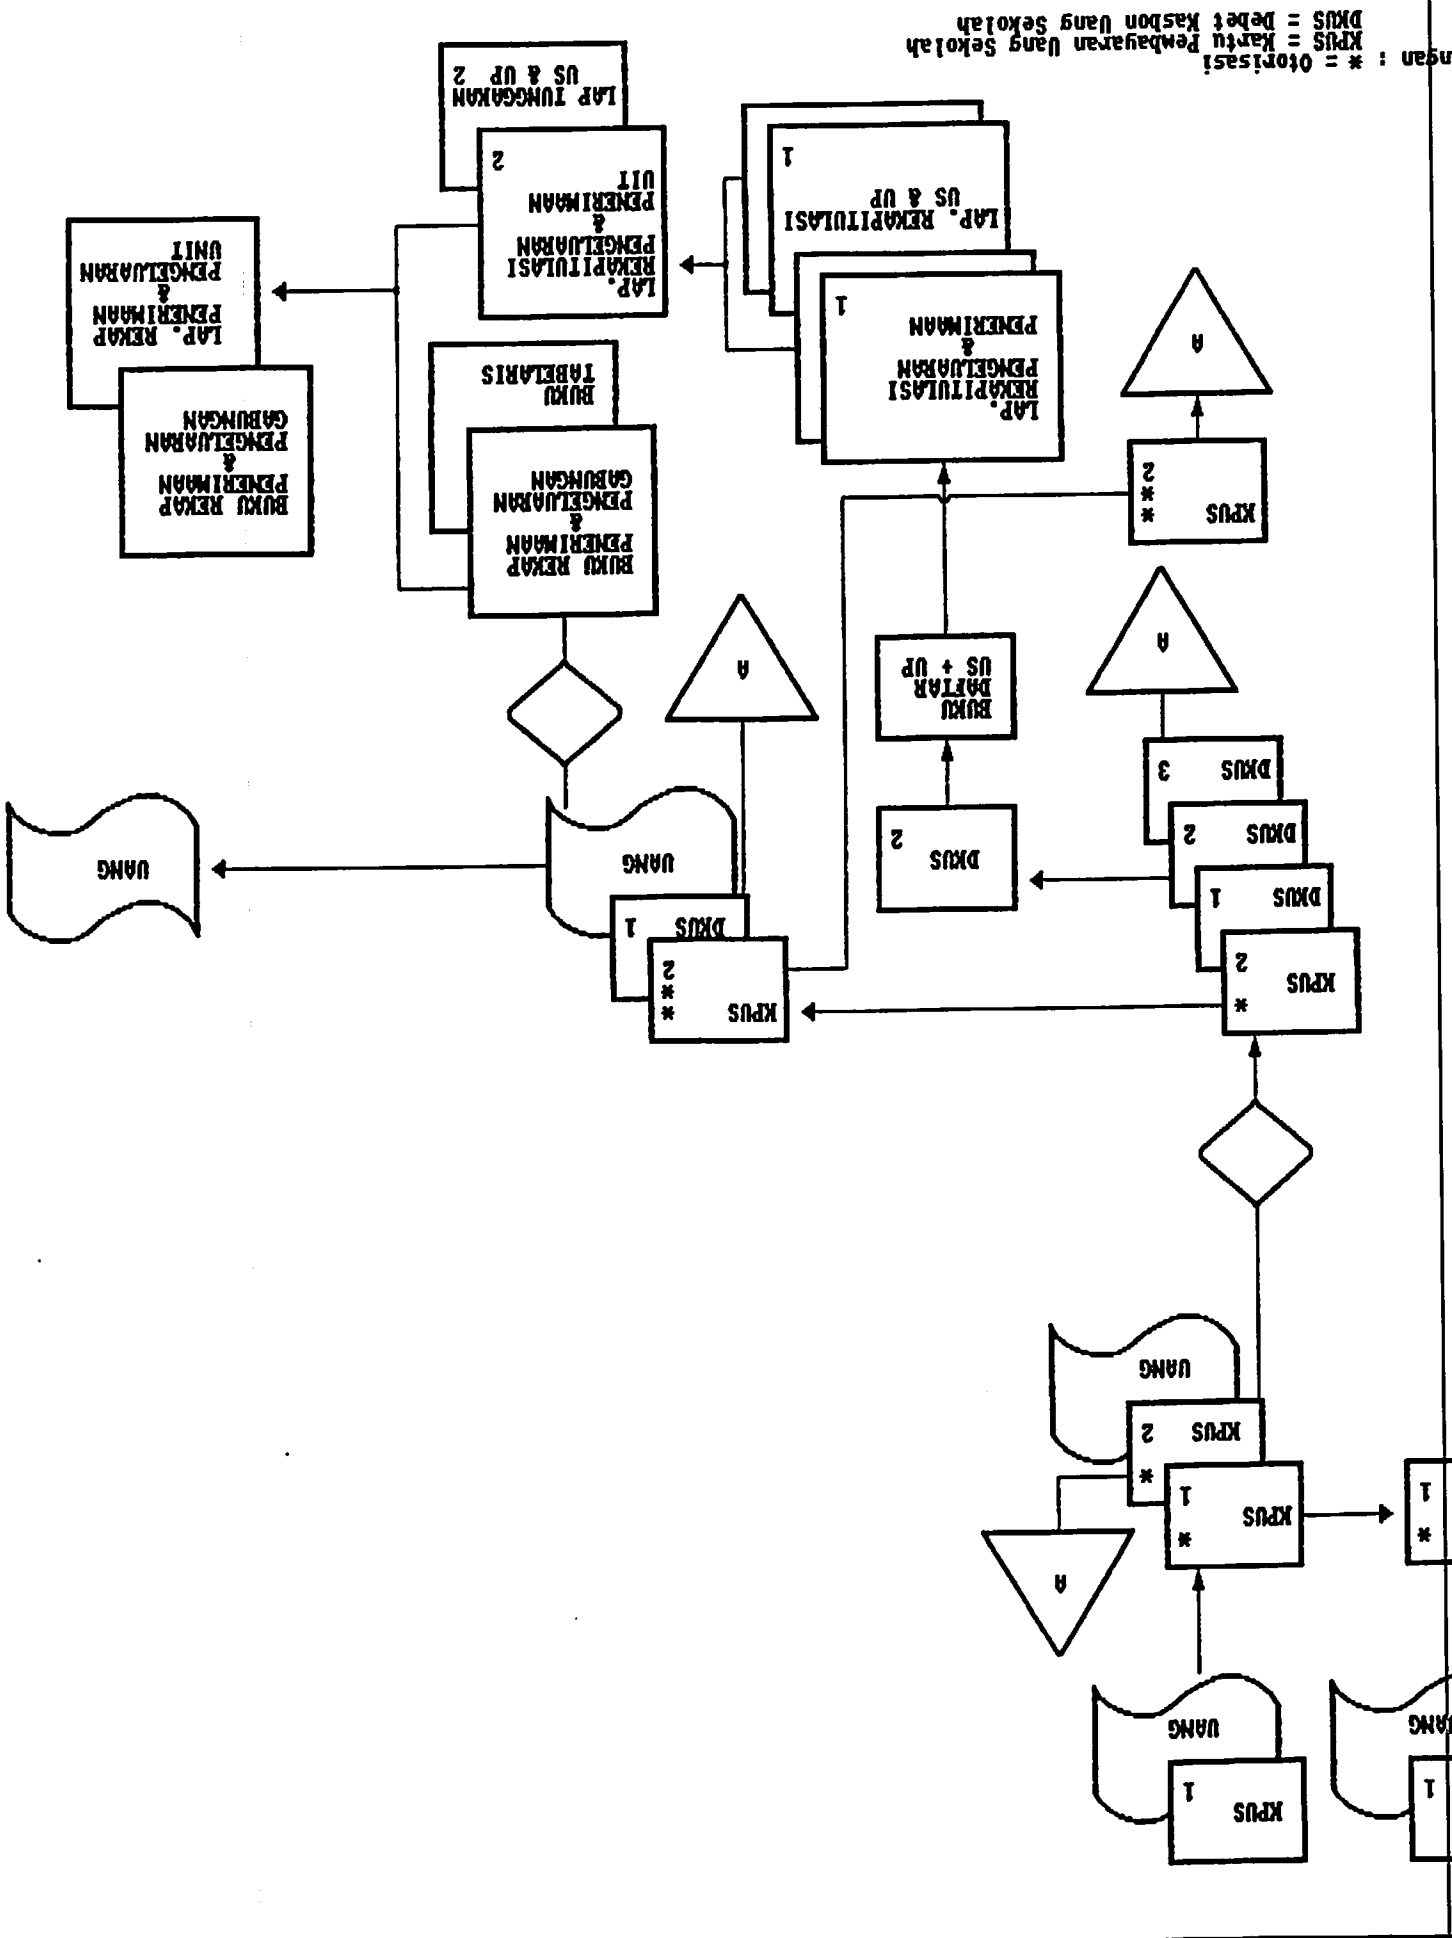 1
KPUS 1
UANG
* 1
KPUS * 1
A
KPUS * 2
UANG
KPUS * 2
DKUS 1
DKUS 2
DKUS 3
A
KPUS * * 2
A
DKUS 2
BUKU
DAFTAR
US + UP
LAP.
REKAPITULASI
PENGELUARAN
&
PENERIMAAN
1
LAP. REKAPITULASI
US & UP
1
KPUS * * 2
DKUS 1
UANG
A
BUKU REKAP
PENERIMAAN
&
PENGELUARAN
GABUNGAN
BUKU
TABELARIS
LAP.
REKAPITULASI
PENGELUARAN
&
PENERIMAAN
UIT
2
LAP TUNGGAKAN
US & UP 2
UANG
BUKU REKAP
PENERIMAAN
&
PENGELUARAN
GABUNGAN
LAP. REKAP
PENERIMAAN
&
PENGELUARAN
UNIT
ngan : * = Otorisasi
KPUS = Kartu Pembayaran Uang Sekolah
DKUS = Debet Kasbon Uang Sekolah